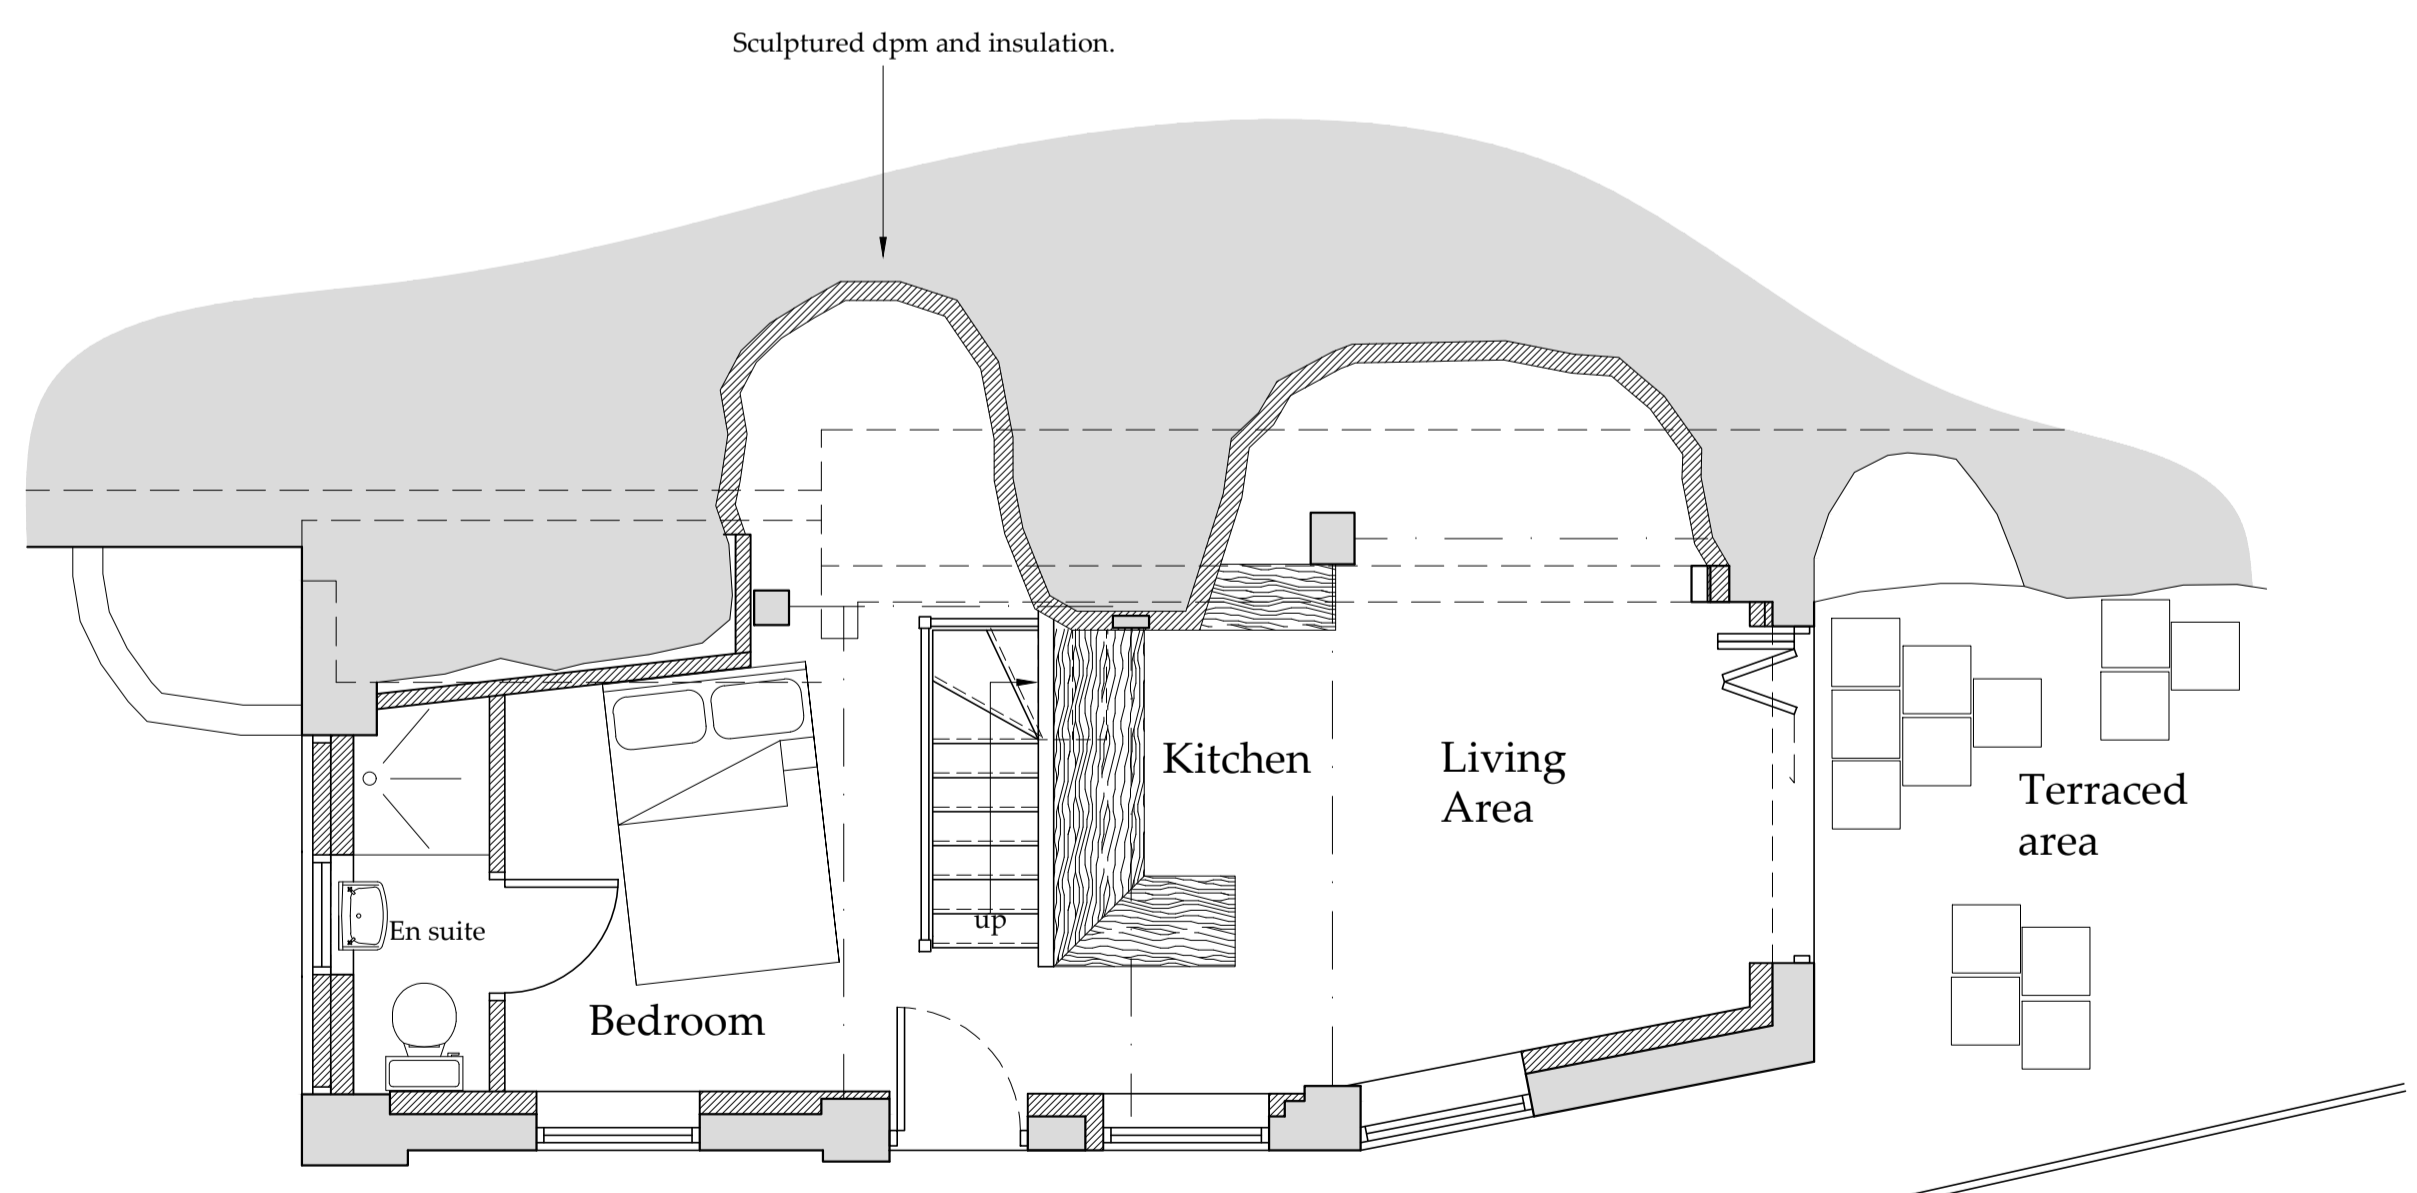 Sculptured dpm and insulation.
Kitchen
Living
Area
Terraced
area
up
En suite
Bedroom